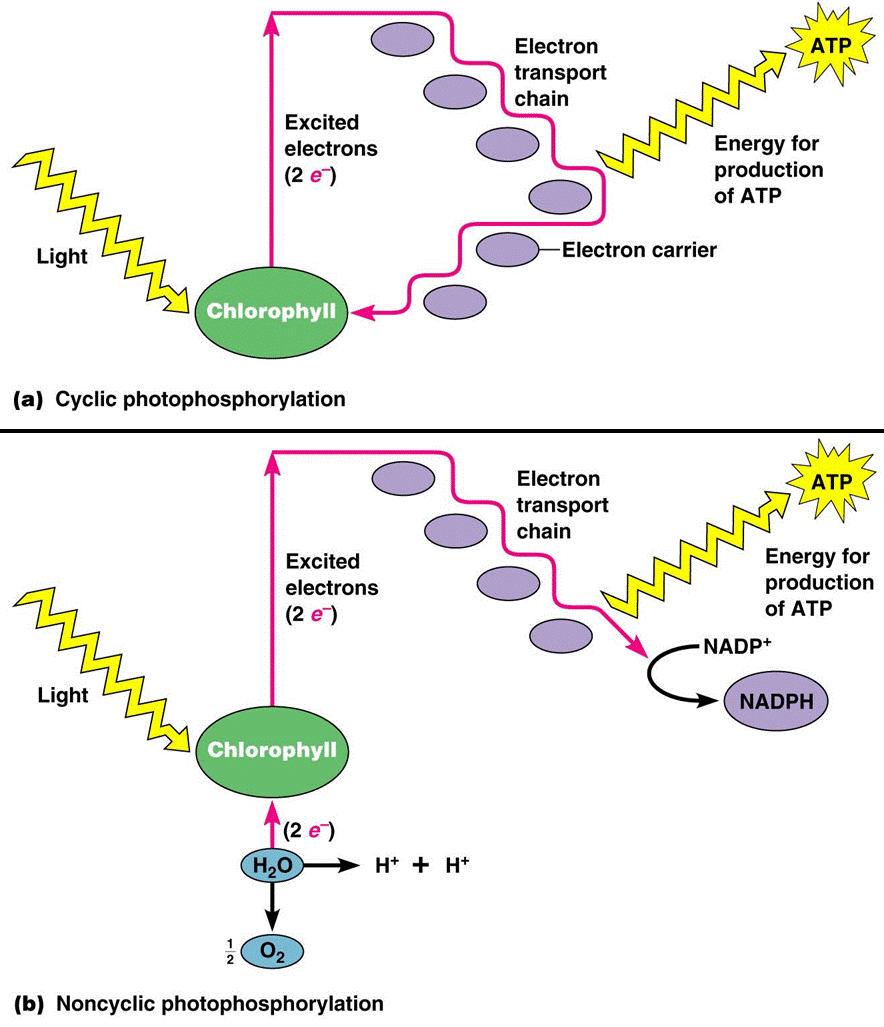 ATP
Electron
transport
chain
Excited
electrons
(2 e⁻)
Energy for
production
of ATP
Light
Electron carrier
Chlorophyll
(a) Cyclic photophosphorylation
ATP
Electron
transport
chain
Excited
electrons
(2 e⁻)
Energy for
production
of ATP
NADP⁺
Light
NADPH
Chlorophyll
(2 e⁻)
H₂O
H⁺ + H⁺
½ O₂
(b) Noncyclic photophosphorylation